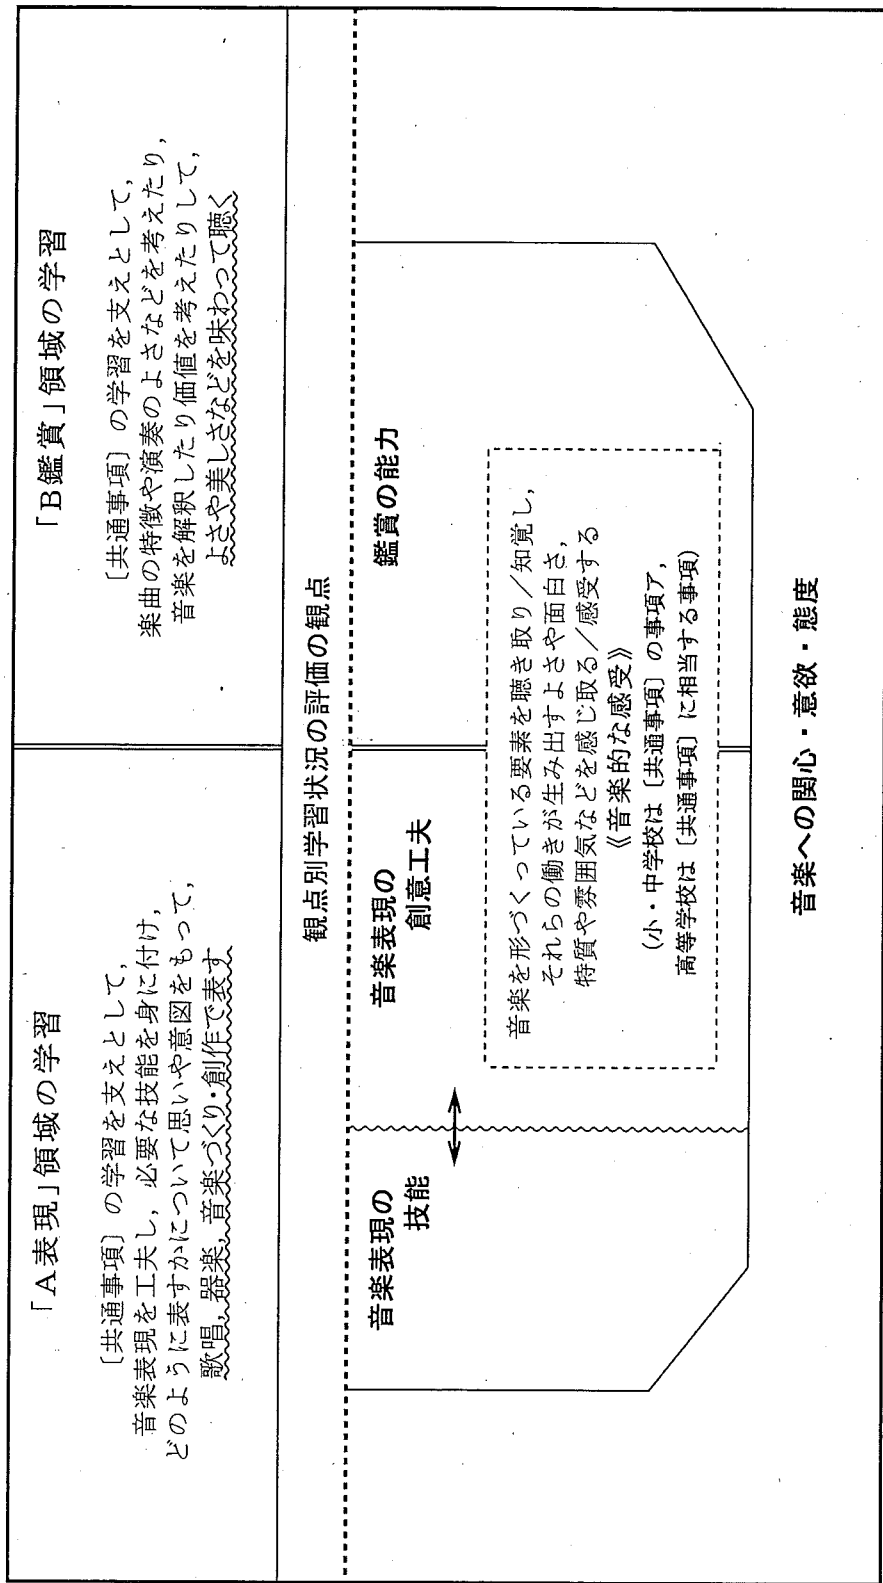 「A表現」領域の学習
〔共通事項〕の学習を支えとして，
音楽表現を工夫し，必要な技能を身に付け，
どのように表すかについて思いや意図をもって，
歌唱，器楽，音楽づくり・創作で表す
「B鑑賞」領域の学習
〔共通事項〕の学習を支えとして，
楽曲の特徴や演奏のよさなどを考えたり，
音楽を解釈したり価値を考えたりして，
よさや美しさなどを味わって聴く
観点別学習状況の評価の観点
音楽表現の
技能
音楽表現の
創意工夫
鑑賞の能力
音楽を形づくっている要素を聴き取り／知覚し，
それらの働きが生み出すよさや面白さ，
特質や雰囲気などを感じ取る／感受する
《音楽的な感受》
(小・中学校は〔共通事項〕の事項ア，
高等学校は〔共通事項〕に相当する事項)
音楽への関心・意欲・態度